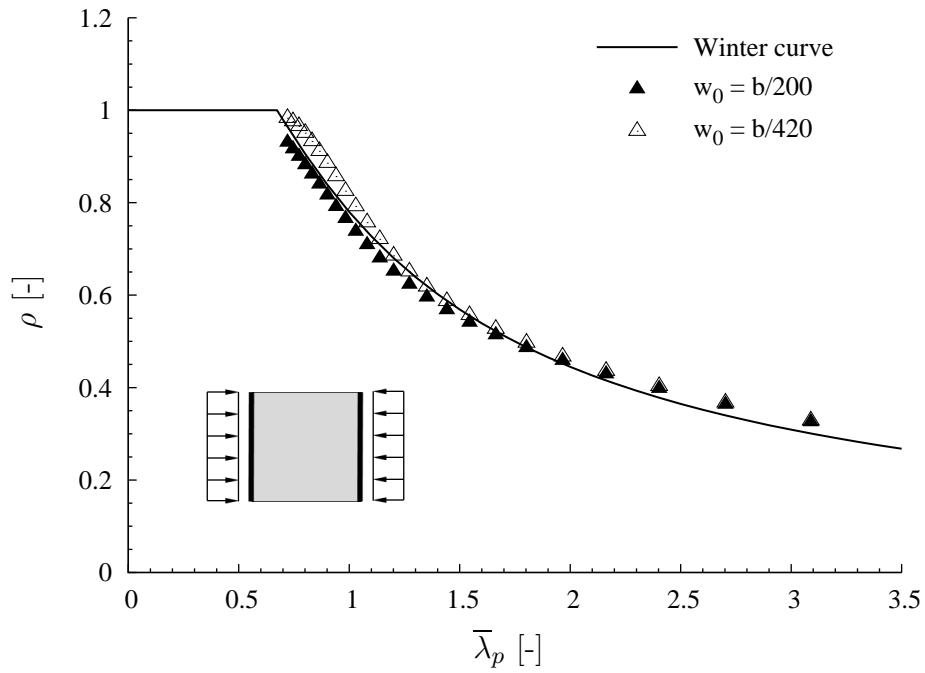 1.2
1
0.8
0.6
0.4
0.2
0
ρ [-]
Winter curve
w₀ = b/200
w₀ = b/420
0 0.5 1 1.5 2 2.5 3 3.5
λ̅ₚ [-]